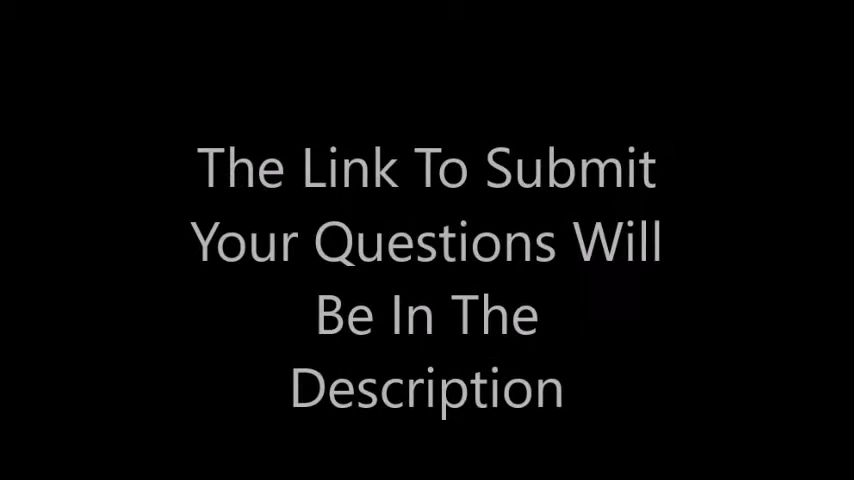 The Link To Submit
Your Questions Will
Be In The
Description